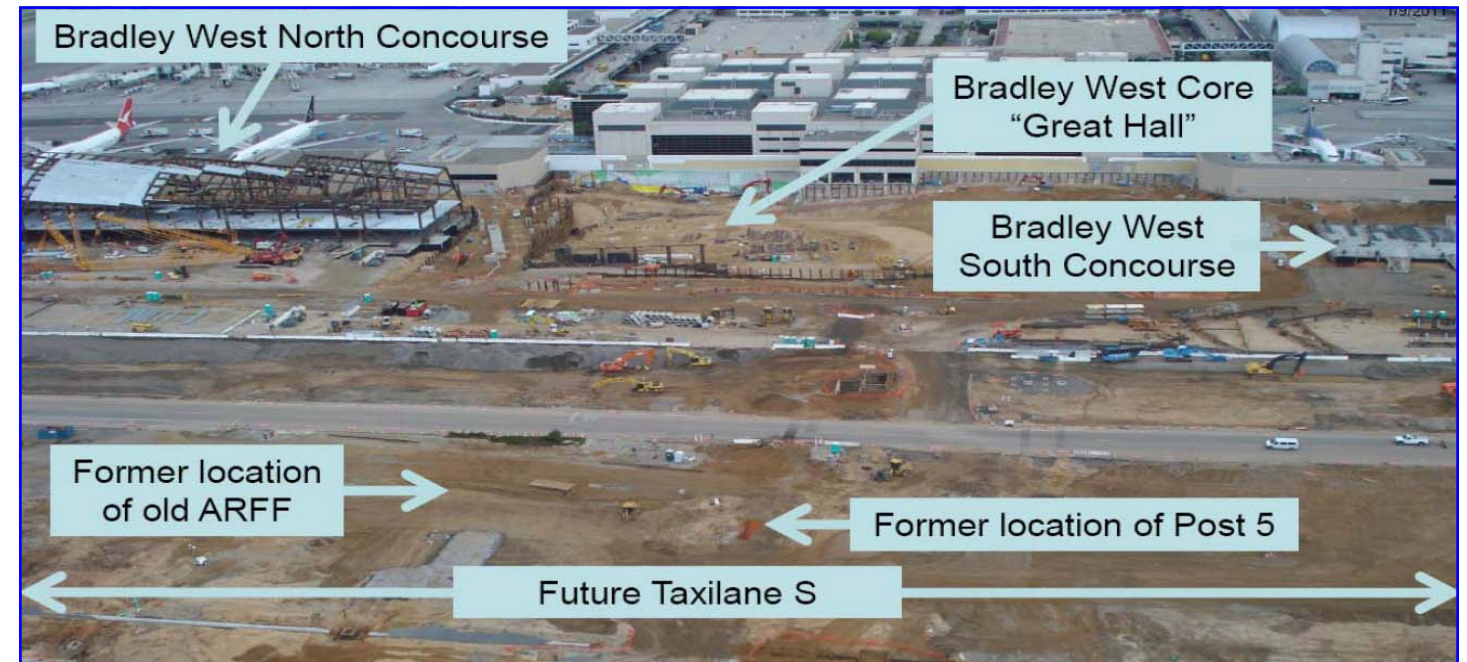 Bradley West North Concourse
Bradley West Core
“Great Hall”
Bradley West
South Concourse
Former location
of old ARFF
Former location of Post 5
Future Taxilane S